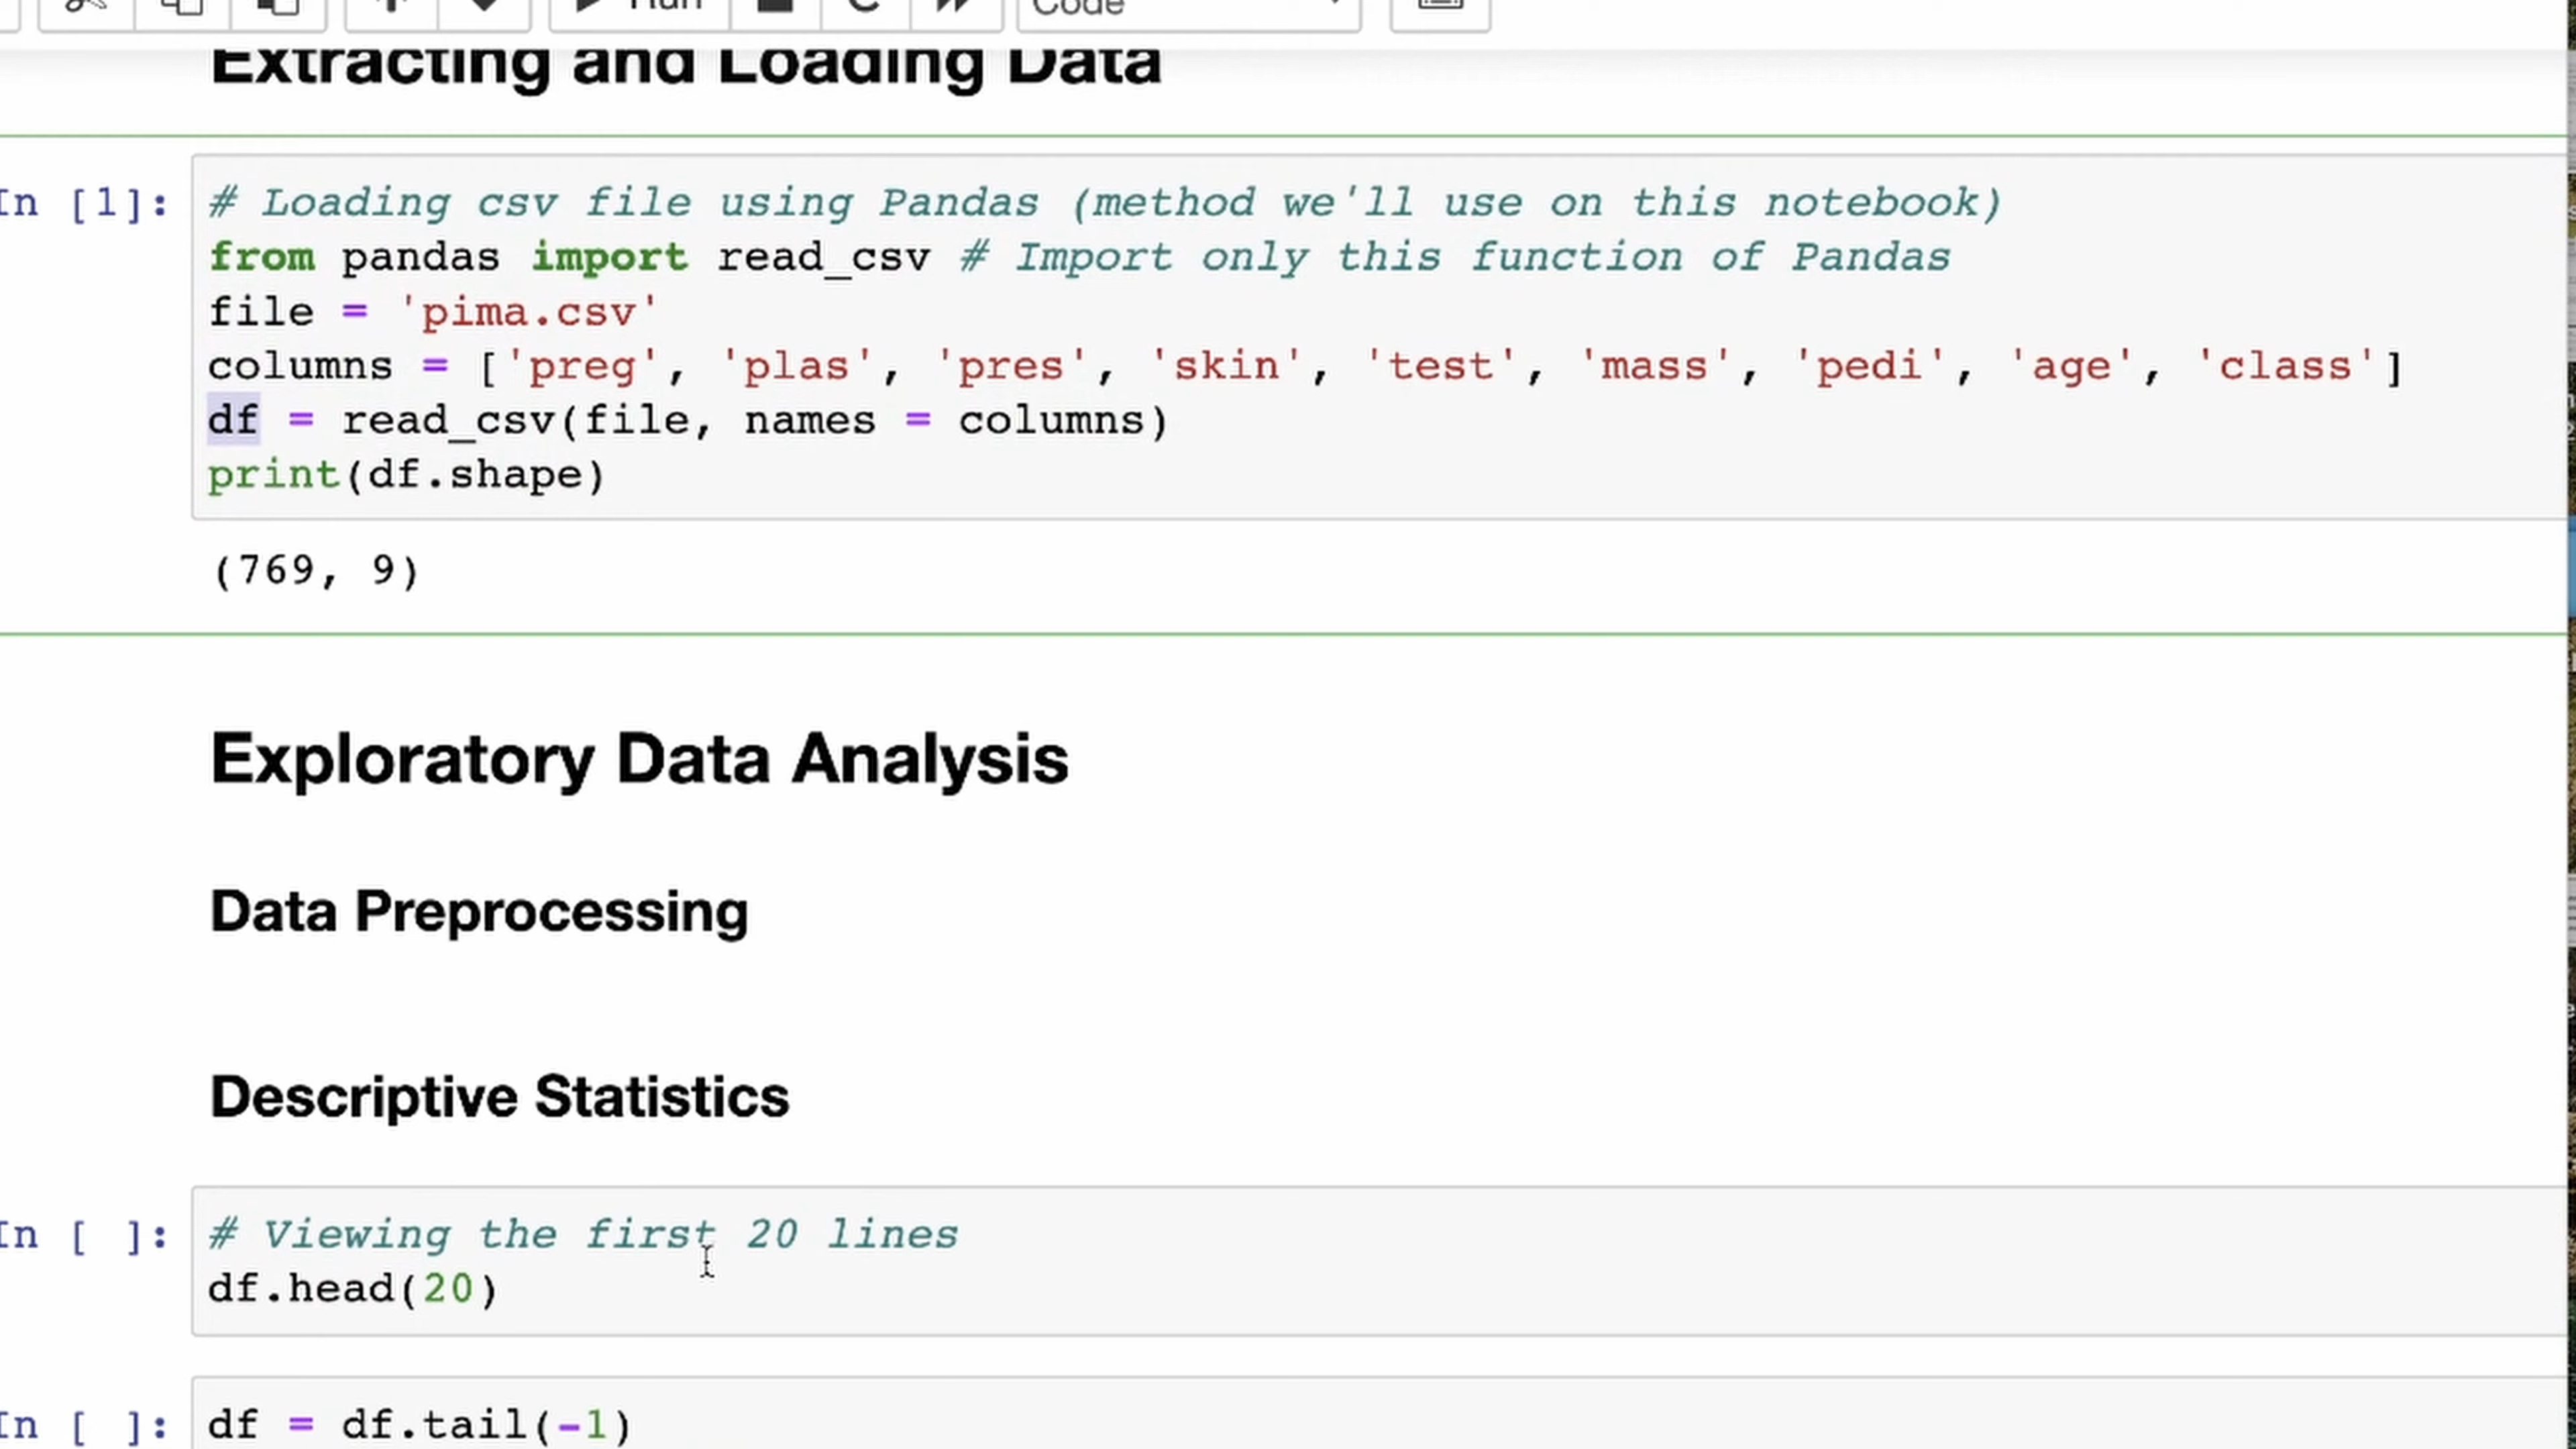 Run Code
Extracting and Loading Data
In [1]:
# Loading csv file using Pandas (method we'll use on this notebook)
from pandas import read_csv # Import only this function of Pandas
file = 'pima.csv'
columns = ['preg', 'plas', 'pres', 'skin', 'test', 'mass', 'pedi', 'age', 'class']
df = read_csv(file, names = columns)
print(df.shape)
(769, 9)
Exploratory Data Analysis
Data Preprocessing
Descriptive Statistics
In [ ]:
# Viewing the first 20 lines
df.head(20)
In [ ]:
df = df.tail(-1)